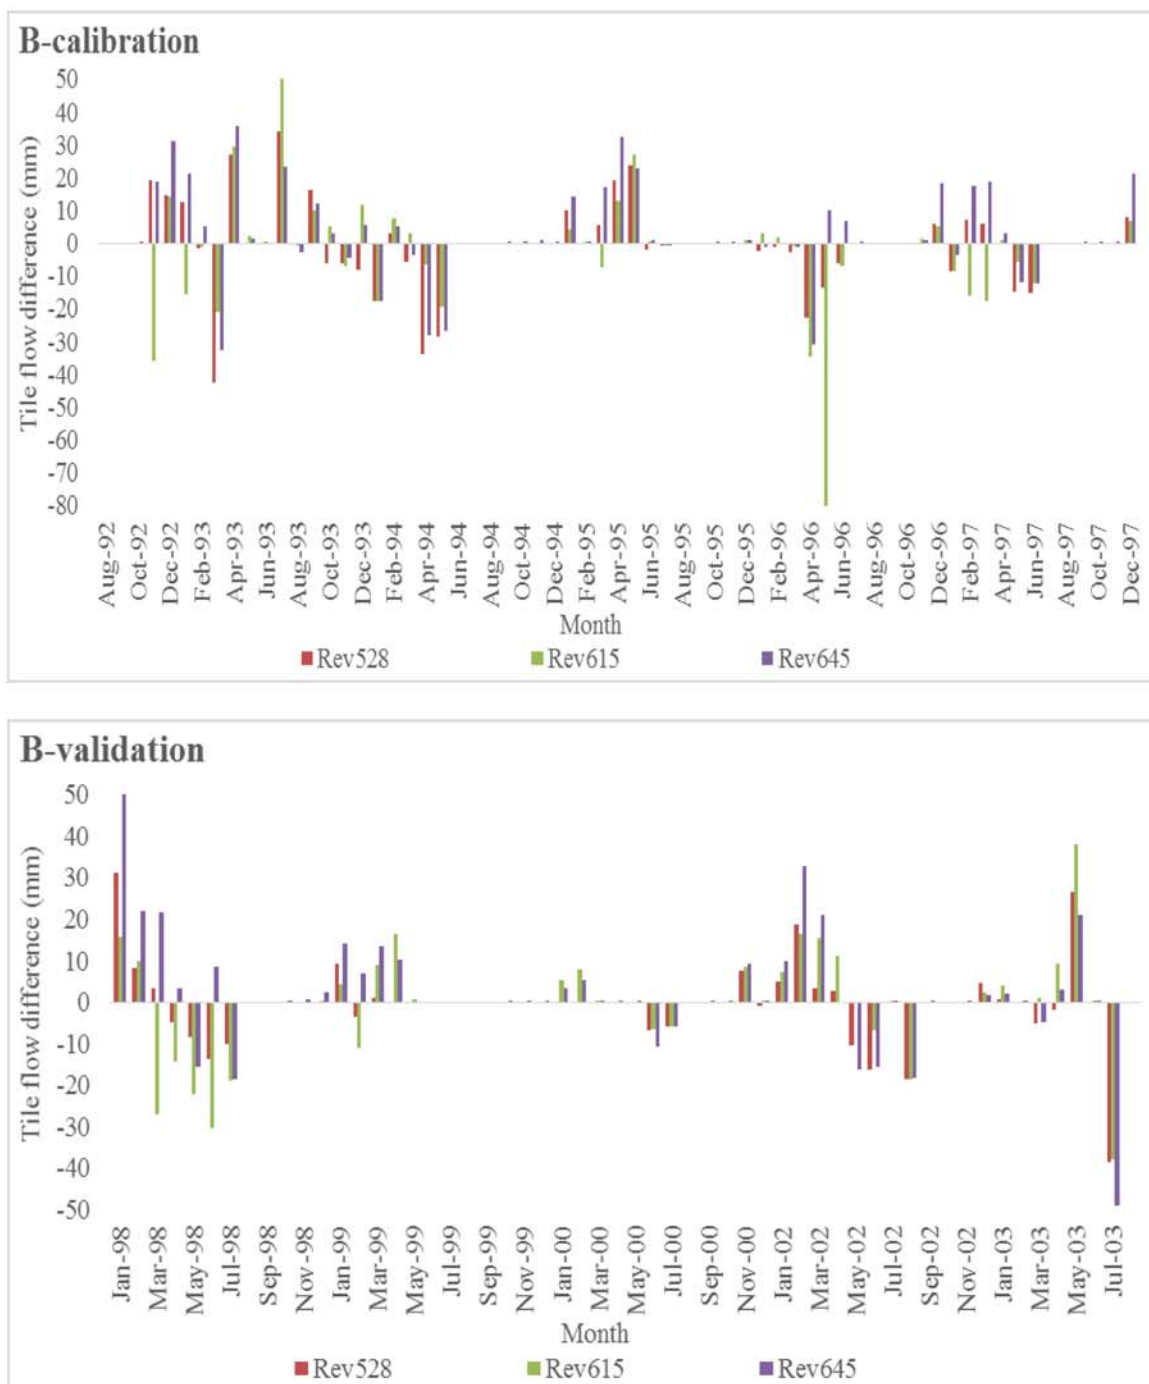 B-calibration
Tile flow difference (mm)
50
40
30
20
10
0
-10
-20
-30
-40
-50
-60
-70
-80
Aug-92 Oct-92 Dec-92 Feb-93 Apr-93 Jun-93 Aug-93 Oct-93 Dec-93 Feb-94 Apr-94 Jun-94 Aug-94 Oct-94 Dec-94 Feb-95 Apr-95 Jun-95 Aug-95 Oct-95 Dec-95 Feb-96 Apr-96 Jun-96 Aug-96 Oct-96 Dec-96 Feb-97 Apr-97 Jun-97 Aug-97 Oct-97 Dec-97
Month
Rev528 Rev615 Rev645
B-validation
Tile flow difference (mm)
50
40
30
20
10
0
-10
-20
-30
-40
-50
Jan-98 Mar-98 May-98 Jul-98 Sep-98 Nov-98 Jan-99 Mar-99 May-99 Jul-99 Sep-99 Nov-99 Jan-00 Mar-00 May-00 Jul-00 Sep-00 Nov-00 Jan-02 Mar-02 May-02 Jul-02 Sep-02 Nov-02 Jan-03 Mar-03 May-03 Jul-03
Month
Rev528 Rev615 Rev645